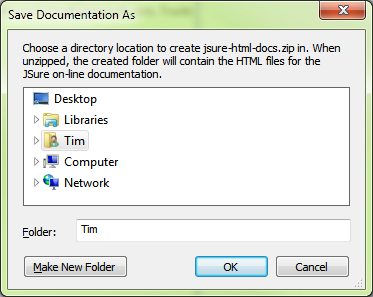 Save Documentation As
Choose a directory location to create jsure-html-docs.zip in. When
unzipped, the created folder will contain the HTML files for the
JSure on-line documentation.
Desktop
Libraries
Tim
Computer
Network
Folder: Tim
Make New Folder OK Cancel